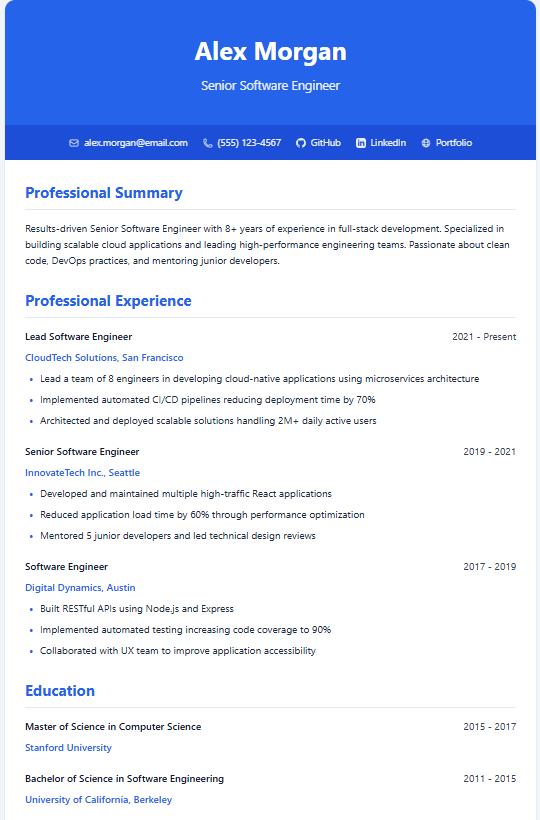 Alex Morgan
Senior Software Engineer
alex.morgan@email.com (555) 123-4567 GitHub LinkedIn Portfolio
Professional Summary
Results-driven Senior Software Engineer with 8+ years of experience in full-stack development. Specialized in
building scalable cloud applications and leading high-performance engineering teams. Passionate about clean
code, DevOps practices, and mentoring junior developers.
Professional Experience
Lead Software Engineer 2021 - Present
CloudTech Solutions, San Francisco
• Lead a team of 8 engineers in developing cloud-native applications using microservices architecture
• Implemented automated CI/CD pipelines reducing deployment time by 70%
• Architected and deployed scalable solutions handling 2M+ daily active users
Senior Software Engineer 2019 - 2021
InnovateTech Inc., Seattle
• Developed and maintained multiple high-traffic React applications
• Reduced application load time by 60% through performance optimization
• Mentored 5 junior developers and led technical design reviews
Software Engineer 2017 - 2019
Digital Dynamics, Austin
• Built RESTful APIs using Node.js and Express
• Implemented automated testing increasing code coverage to 90%
• Collaborated with UX team to improve application accessibility
Education
Master of Science in Computer Science 2015 - 2017
Stanford University
Bachelor of Science in Software Engineering 2011 - 2015
University of California, Berkeley